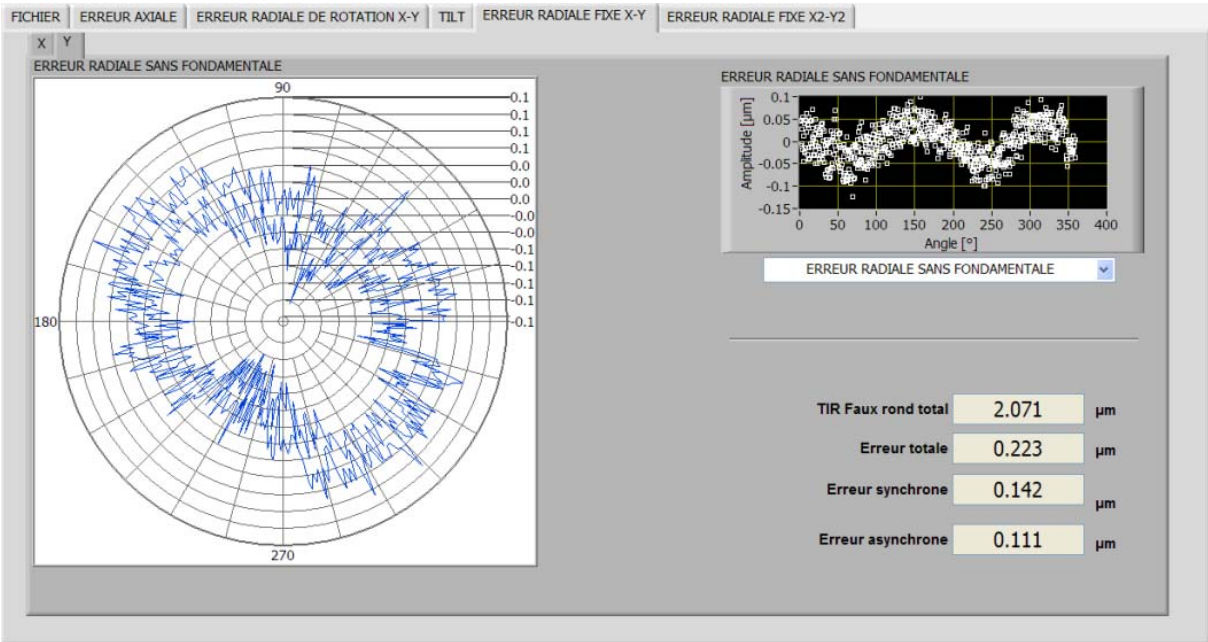 FICHIER ERREUR AXIALE ERREUR RADIALE DE ROTATION X-Y TILT ERREUR RADIALE FIXE X-Y ERREUR RADIALE FIXE X2-Y2
X Y
ERREUR RADIALE SANS FONDAMENTALE
90
-0.1
-0.1
-0.1
-0.1
-0.0
-0.0
-0.0
-0.0
-0.0
-0.1
-0.1
-0.1
-0.1
-0.1
180
270
ERREUR RADIALE SANS FONDAMENTALE
Amplitude [µm]
0.1
0.05
0
-0.05
-0.1
-0.15
0 50 100 150 200 250 300 350 400
Angle [°]
ERREUR RADIALE SANS FONDAMENTALE
TIR Faux rond total 2.071 µm
Erreur totale 0.223 µm
Erreur synchrone 0.142 µm
Erreur asynchrone 0.111 µm